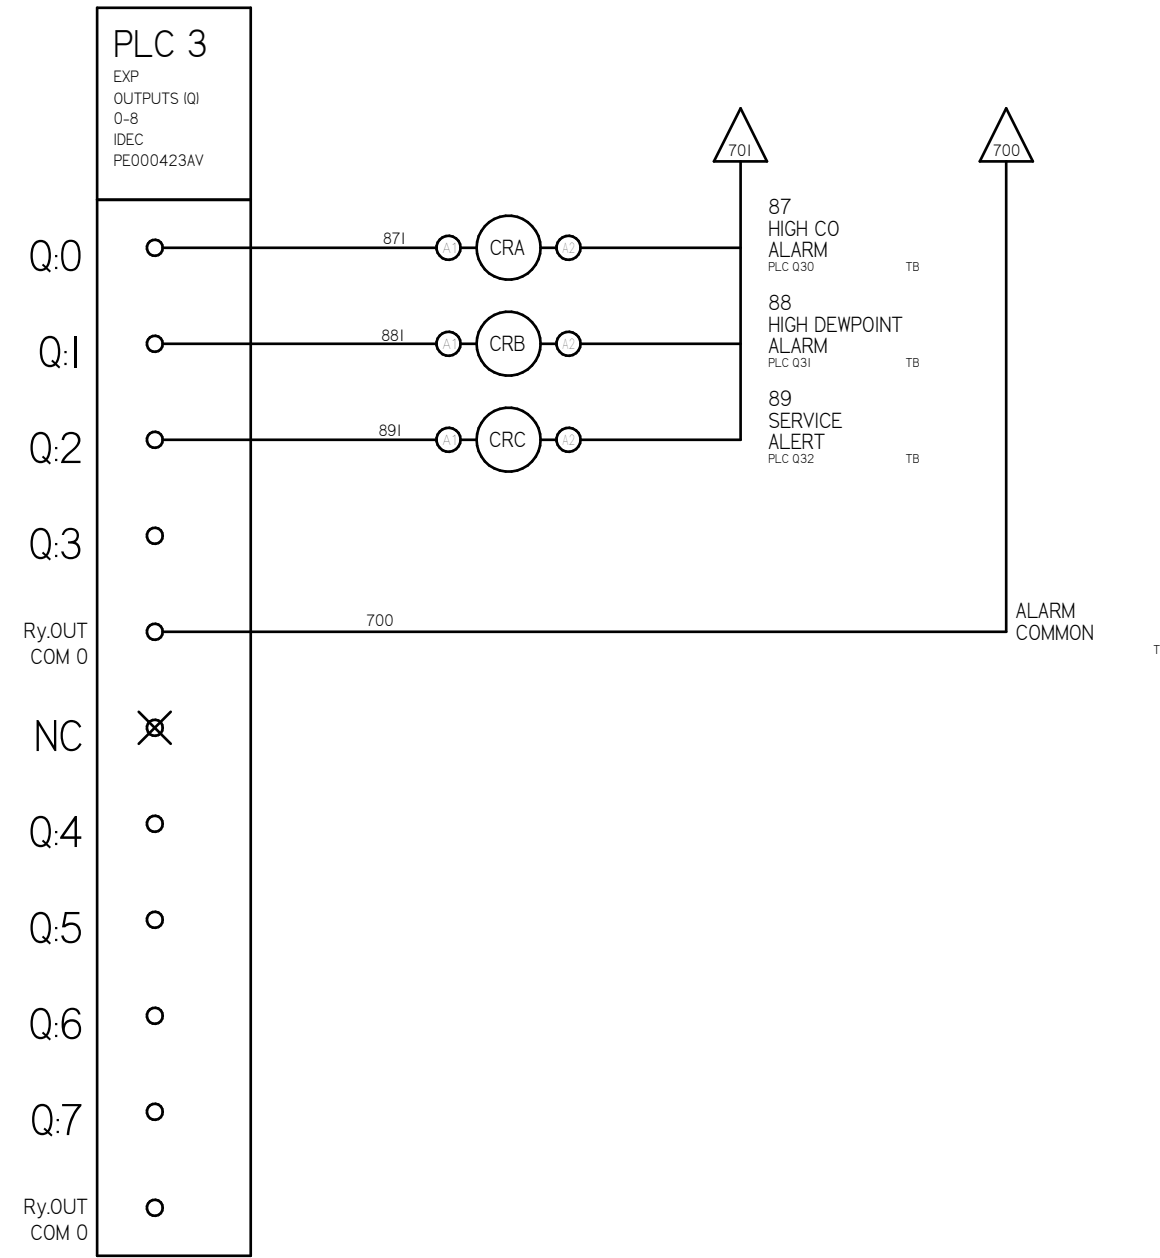 PLC 3
EXP
OUTPUTS (Q)
0-8
IDEC
PE000423AV
701
700
Q:0
871
A1
CRA
A2
87
HIGH CO
ALARM
PLC Q30 TB
Q:1
881
A1
CRB
A2
88
HIGH DEWPOINT
ALARM
PLC Q31 TB
Q:2
891
A1
CRC
A2
89
SERVICE
ALERT
PLC Q32 TB
Q:3
Ry.OUT
COM 0
700
ALARM
COMMON
T
NC
Q:4
Q:5
Q:6
Q:7
Ry.OUT
COM 0